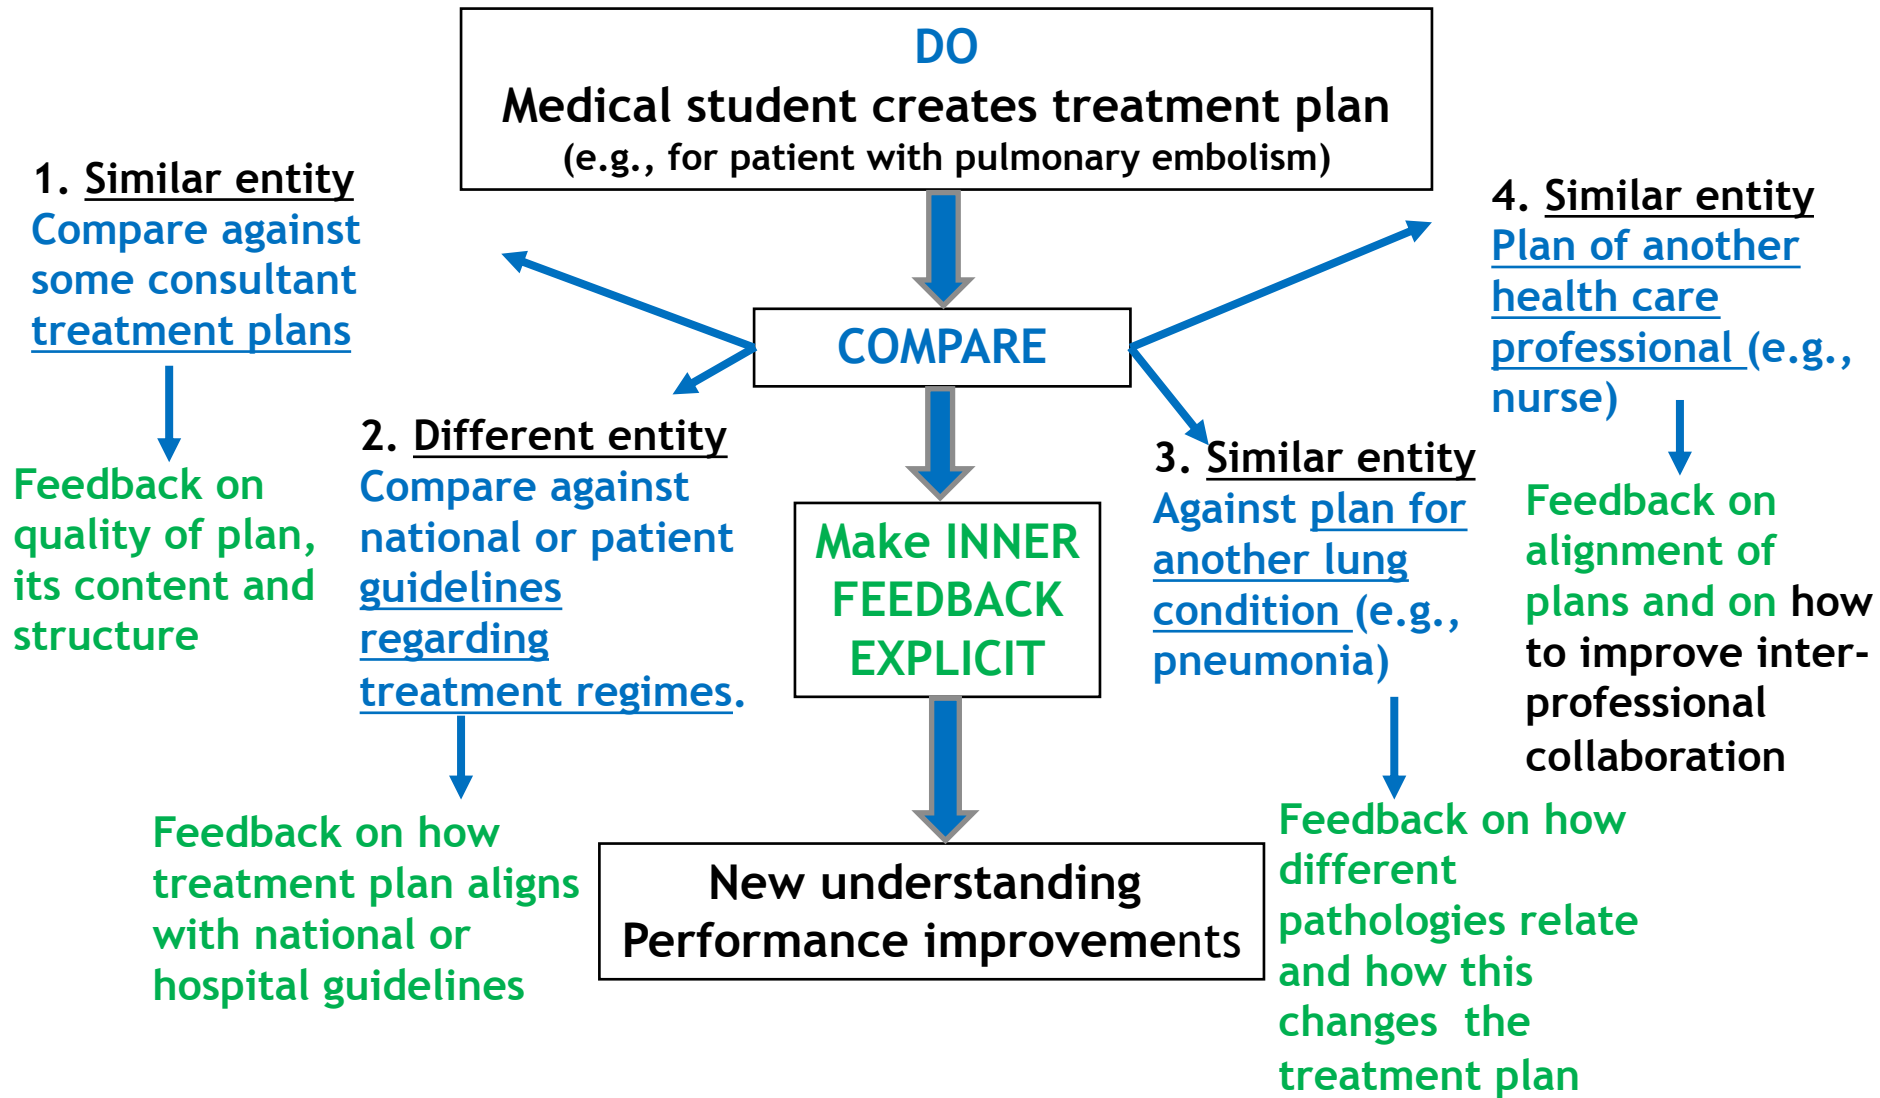 DO
Medical student creates treatment plan
(e.g., for patient with pulmonary embolism)
1. Similar entity
Compare against
some consultant
treatment plans
Feedback on
quality of plan,
its content and
structure
COMPARE
2. Different entity
Compare against
national or patient
guidelines
regarding
treatment regimes.
Feedback on how
treatment plan aligns
with national or
hospital guidelines
Make INNER
FEEDBACK
EXPLICIT
New understanding
Performance improvements
3. Similar entity
Against plan for
another lung
condition (e.g.,
pneumonia)
Feedback on how
different
pathologies relate
and how this
changes  the
treatment plan
4. Similar entity
Plan of another
health care
professional (e.g.,
nurse)
Feedback on
alignment of
plans and on how
to improve inter-
professional
collaboration